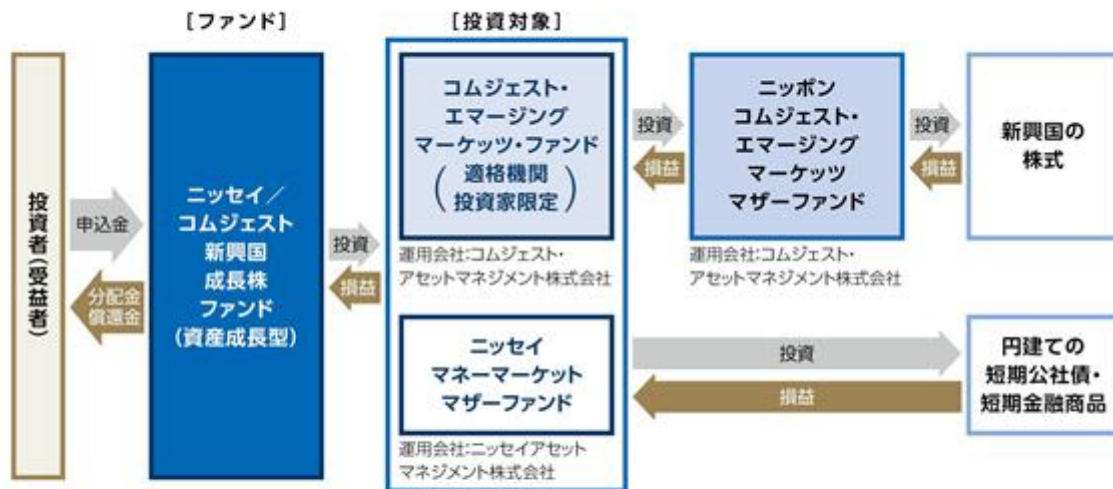 [ファンド]
[投資対象]
投資者(受益者)
申込金
分配金
償還金
ニッセイ／
コムジェスト
新興国
成長株
ファンド
(資産成長型)
投資
損益
コムジェスト・
エマージング
マーケッツ・ファンド
(適格機関
投資家限定)
運用会社:コムジェスト・
アセットマネジメント株式会社
投資
損益
ニッポン
コムジェスト・
エマージング
マーケッツ
マザーファンド
運用会社:コムジェスト・
アセットマネジメント株式会社
投資
損益
新興国の
株式
ニッセイ
マネーマーケット
マザーファンド
運用会社:ニッセイアセット
マネジメント株式会社
投資
損益
円建ての
短期公社債・
短期金融商品